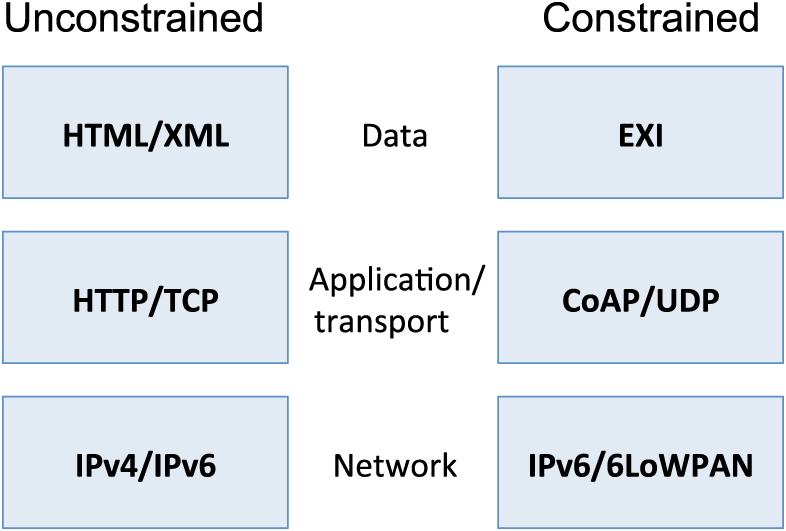 Unconstrained
Constrained
HTML/XML
Data
EXI
HTTP/TCP
Application/
transport
CoAP/UDP
IPv4/IPv6
Network
IPv6/6LoWPAN